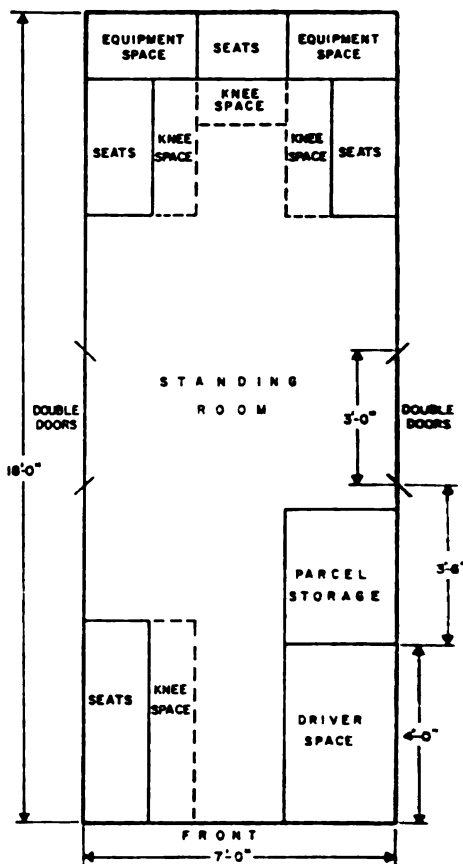 EQUIPMENT
SPACE
SEATS
EQUIPMENT
SPACE
KNEE
SPACE
SEATS
KNEE
SPACE
KNEE
SPACE
SEATS
STANDING
ROOM
DOUBLE
DOORS
3'-0"
DOUBLE
DOORS
18'-0"
PARCEL
STORAGE
3'-6"
SEATS
KNEE
SPACE
DRIVER
SPACE
4'-0"
FRONT
7'-0"